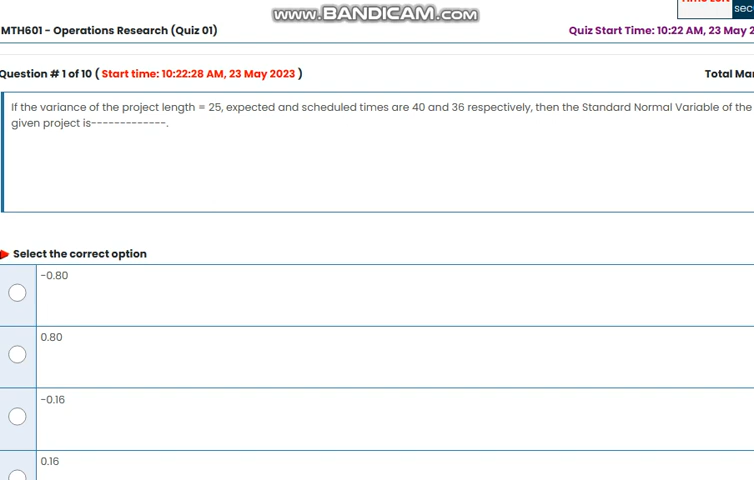 www.BANDICAM.com
MTH601 - Operations Research (Quiz 01)
Quiz Start Time: 10:22 AM, 23 May 2
sec
Question # 1 of 10 ( Start time: 10:22:28 AM, 23 May 2023 )
Total Mar
If the variance of the project length = 25, expected and scheduled times are 40 and 36 respectively, then the Standard Normal Variable of the
given project is-------------.
Select the correct option
-0.80
0.80
-0.16
0.16